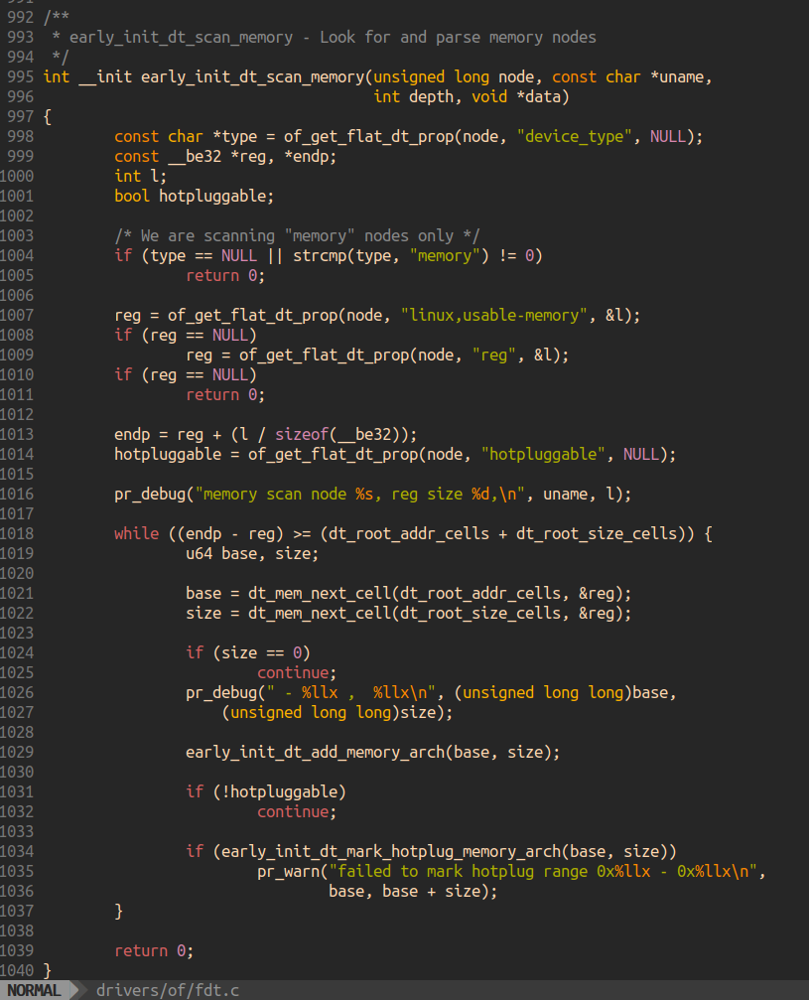 991
992 /**
993  * early_init_dt_scan_memory - Look for and parse memory nodes
994  */
995 int __init early_init_dt_scan_memory(unsigned long node, const char *uname,
996                                      int depth, void *data)
997 {
998         const char *type = of_get_flat_dt_prop(node, "device_type", NULL);
999         const __be32 *reg, *endp;
1000         int l;
1001         bool hotpluggable;
1002
1003         /* We are scanning "memory" nodes only */
1004         if (type == NULL || strcmp(type, "memory") != 0)
1005                 return 0;
1006
1007         reg = of_get_flat_dt_prop(node, "linux,usable-memory", &l);
1008         if (reg == NULL)
1009                 reg = of_get_flat_dt_prop(node, "reg", &l);
1010         if (reg == NULL)
1011                 return 0;
1012
1013         endp = reg + (l / sizeof(__be32));
1014         hotpluggable = of_get_flat_dt_prop(node, "hotpluggable", NULL);
1015
1016         pr_debug("memory scan node %s, reg size %d,\n", uname, l);
1017
1018         while ((endp - reg) >= (dt_root_addr_cells + dt_root_size_cells)) {
1019                 u64 base, size;
1020
1021                 base = dt_mem_next_cell(dt_root_addr_cells, &reg);
1022                 size = dt_mem_next_cell(dt_root_size_cells, &reg);
1023
1024                 if (size == 0)
1025                         continue;
1026                 pr_debug(" - %llx ,  %llx\n", (unsigned long long)base,
1027                     (unsigned long long)size);
1028
1029                 early_init_dt_add_memory_arch(base, size);
1030
1031                 if (!hotpluggable)
1032                         continue;
1033
1034                 if (early_init_dt_mark_hotplug_memory_arch(base, size))
1035                         pr_warn("failed to mark hotplug range 0x%llx - 0x%llx\n",
1036                                 base, base + size);
1037         }
1038
1039         return 0;
1040 }
NORMAL drivers/of/fdt.c